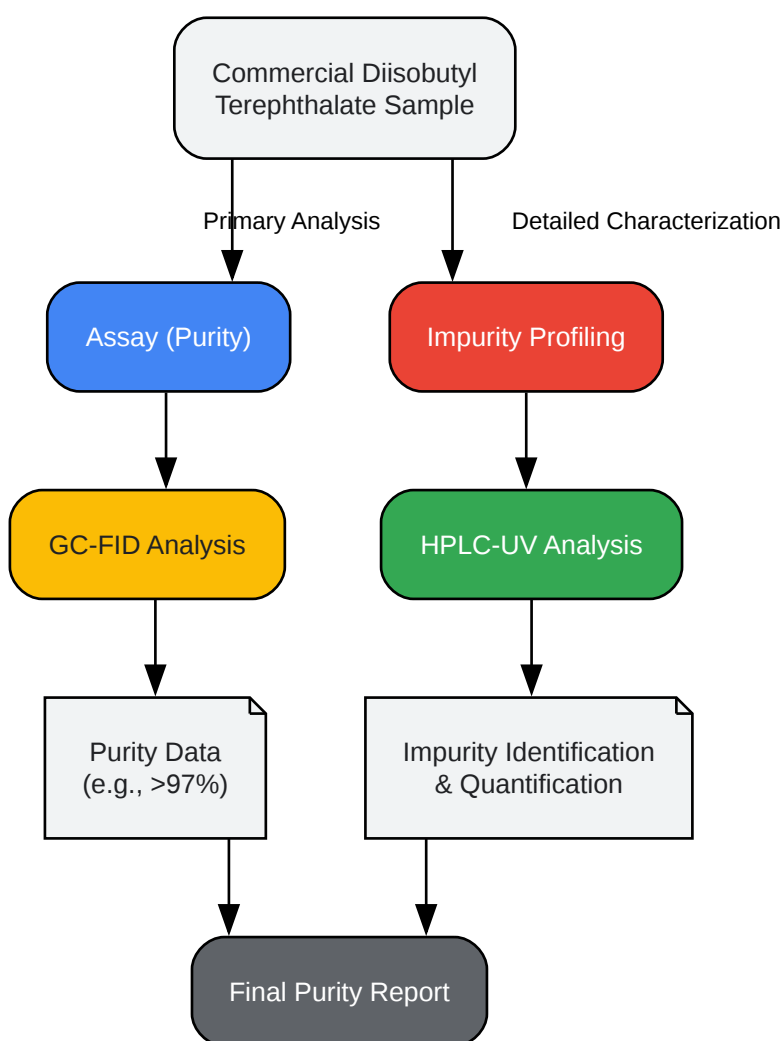 Commercial Diisobutyl
Terephthalate Sample
Primary Analysis
Detailed Characterization
Assay (Purity)
Impurity Profiling
GC-FID Analysis
HPLC-UV Analysis
Purity Data
(e.g., >97%)
Impurity Identification
& Quantification
Final Purity Report